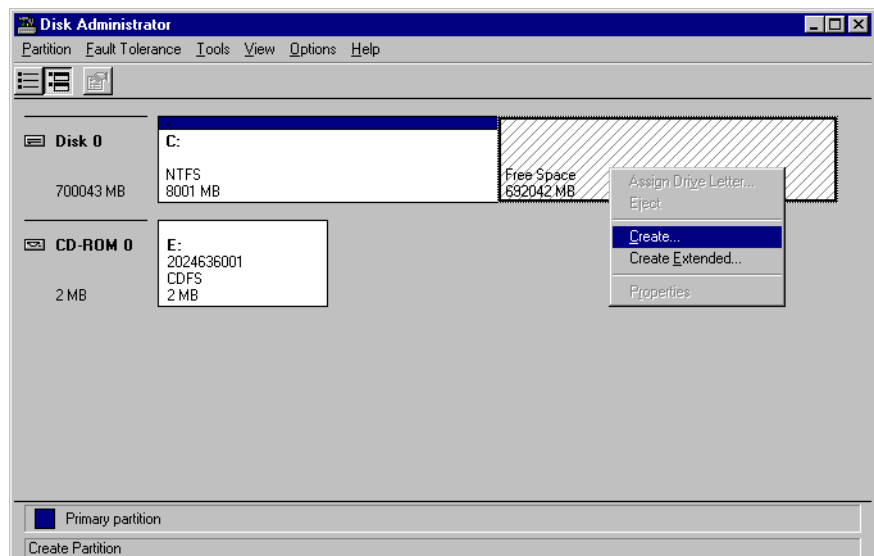 Disk Administrator
Partition Fault Tolerance Tools View Options Help
Disk 0
700043 MB
C:
NTFS
8001 MB
Free Space
692042 MB
Assign Drive Letter...
Eject
Create...
Create Extended...
Properties
CD-ROM 0
2 MB
E:
2024636001
CDFS
2 MB
Primary partition
Create Partition